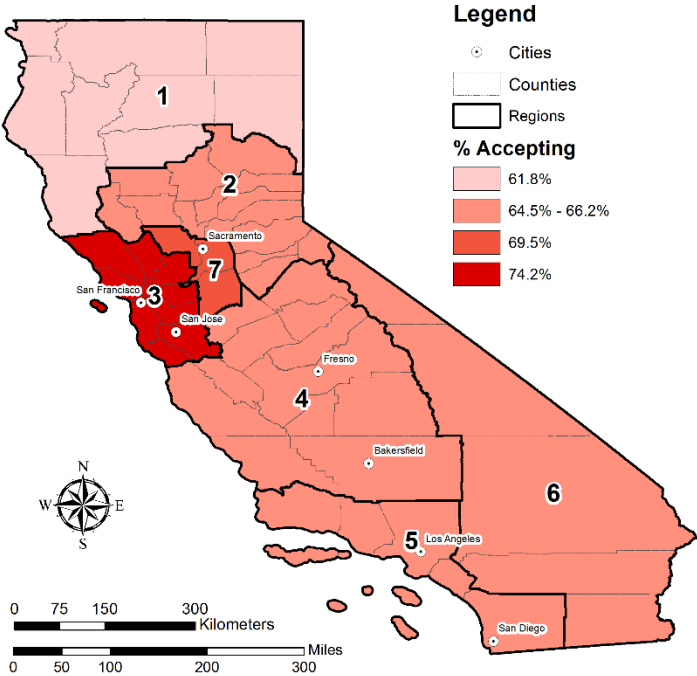 Legend
Cities
Counties
Regions
% Accepting
61.8%
64.5% - 66.2%
69.5%
74.2%
1
2
Sacramento
7
San Francisco
3
San Jose
Fresno
4
Bakersfield
6
5
Los Angeles
San Diego
N
W E
S
0 75 150 300
Kilometers
Miles
0 50 100 200 300